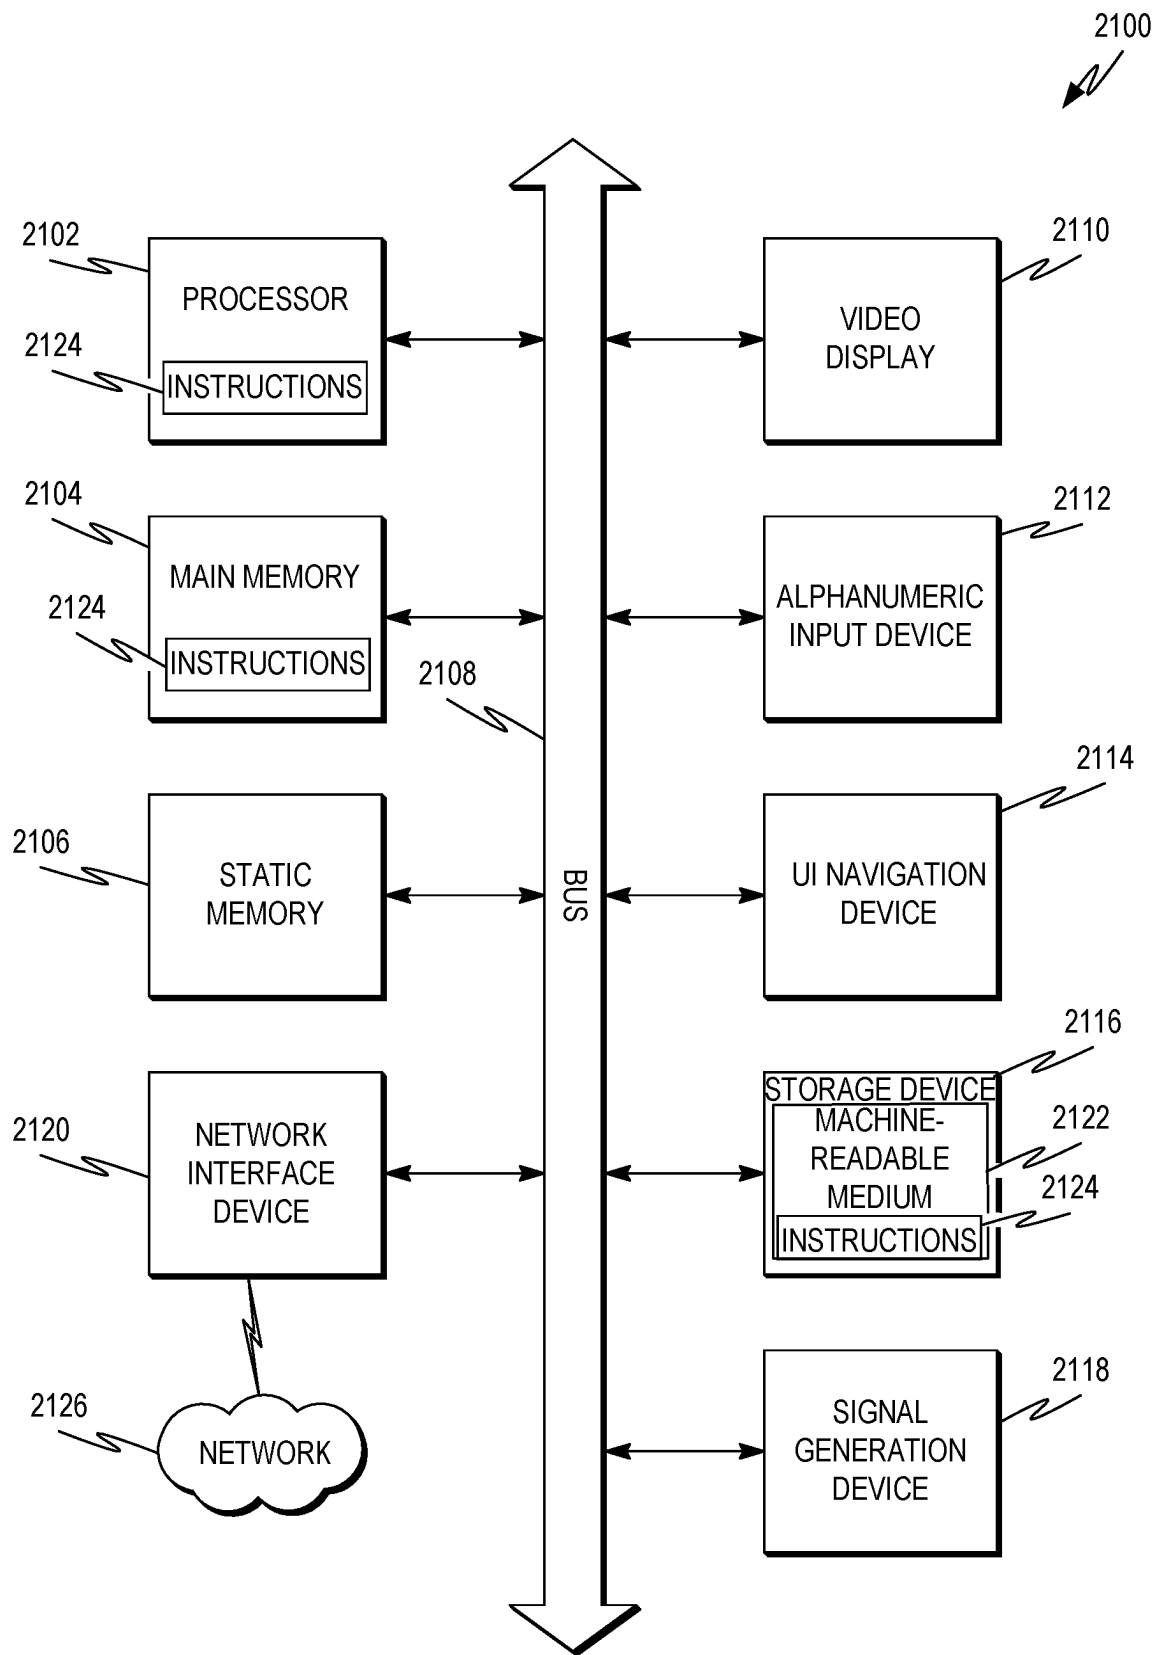 2100
2102
PROCESSOR
2124
INSTRUCTIONS
2104
MAIN MEMORY
2124
INSTRUCTIONS
2108
2106
STATIC
MEMORY
2120
NETWORK
INTERFACE
DEVICE
2126
NETWORK
BUS
2110
VIDEO
DISPLAY
2112
ALPHANUMERIC
INPUT DEVICE
2114
UI NAVIGATION
DEVICE
2116
STORAGE DEVICE
MACHINE-
READABLE
MEDIUM
2122
2124
INSTRUCTIONS
2118
SIGNAL
GENERATION
DEVICE